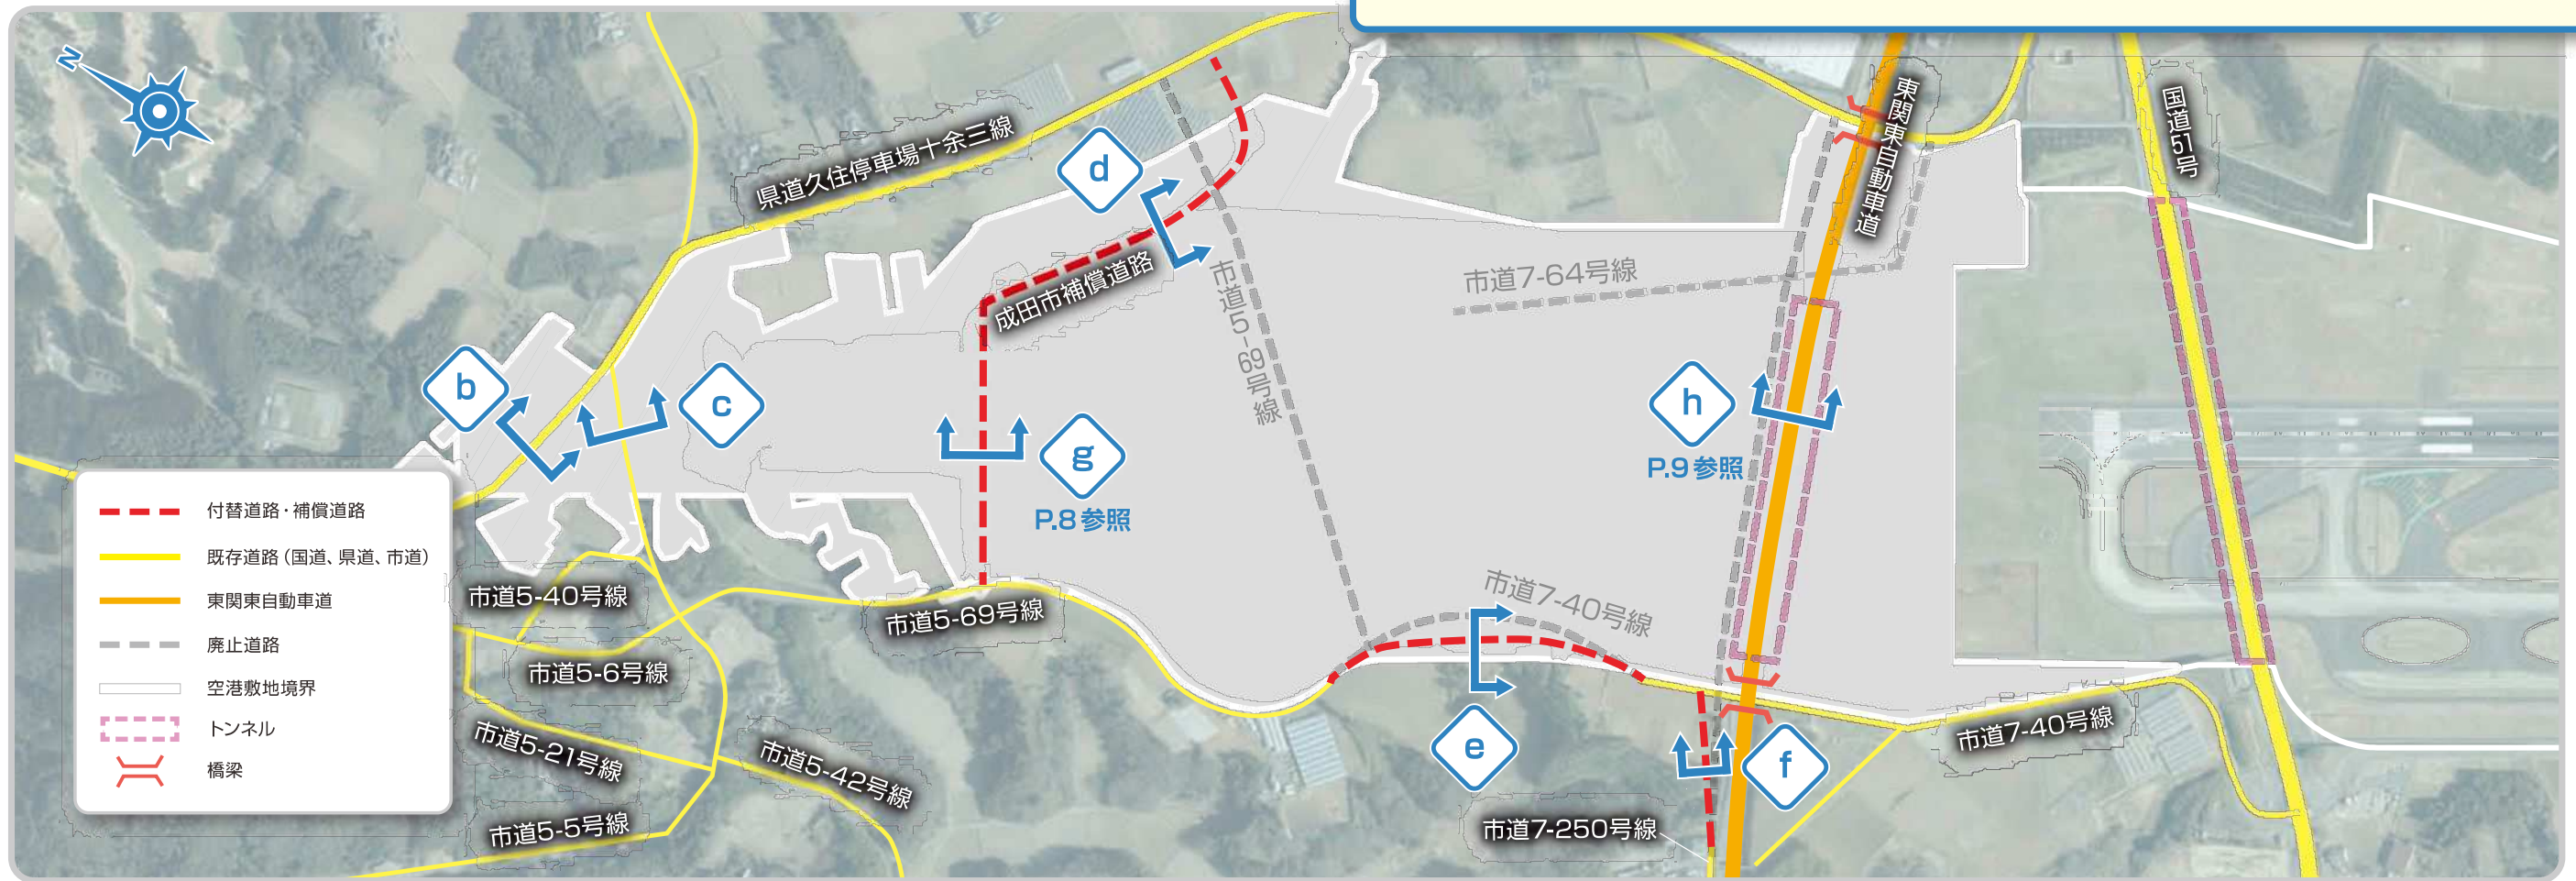 N
県道久住停車場十余三線
東関東自動車道
国道51号
d
成田市補償道路
市道5-69号線
市道7-64号線
b
c
g
P.8参照
h
P.9参照
付替道路・補償道路
既存道路（国道、県道、市道）
東関東自動車道
廃止道路
空港敷地境界
トンネル
橋梁
市道5-40号線
市道5-6号線
市道5-21号線
市道5-5号線
市道5-42号線
市道5-69号線
市道7-40号線
e
f
市道7-40号線
市道7-250号線